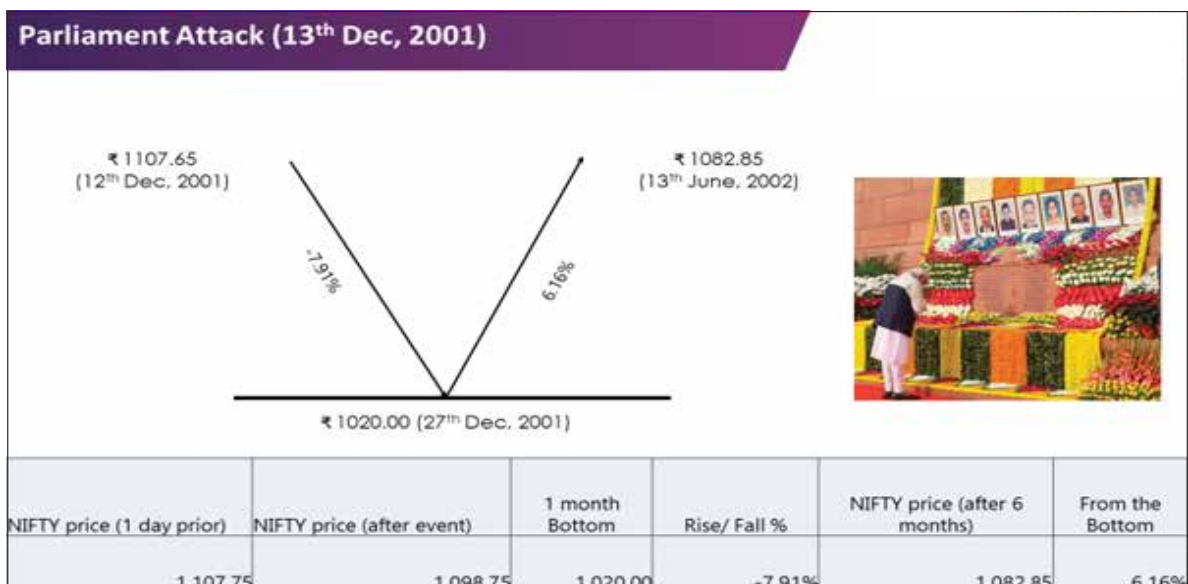 Parliament Attack (13th Dec, 2001)
₹ 1107.65
(12th Dec, 2001)
-7.91%
6.16%
₹ 1082.85
(13th June, 2002)
₹ 1020.00 (27th Dec, 2001)
NIFTY price (1 day prior) NIFTY price (after event) 1 month Bottom Rise/ Fall % NIFTY price (after 6 months) From the Bottom
1,107.75 1,098.75 1,020.00 -7.91% 1,082.85 6.16%